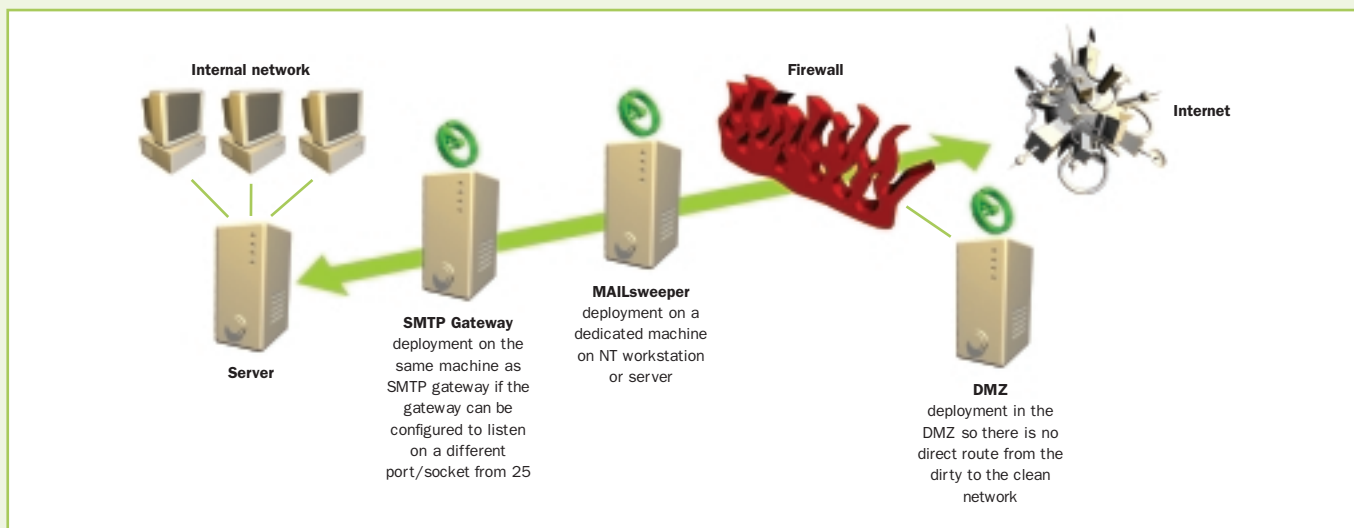 Internal network
Firewall
Internet
Server
SMTP Gateway
deployment on the
same machine as
SMTP gateway if the
gateway can be
configured to listen
on a different
port/socket from 25
MAILsweeper
deployment on a
dedicated machine
on NT workstation
or server
DMZ
deployment in the
DMZ so there is no
direct route from the
dirty to the clean
network